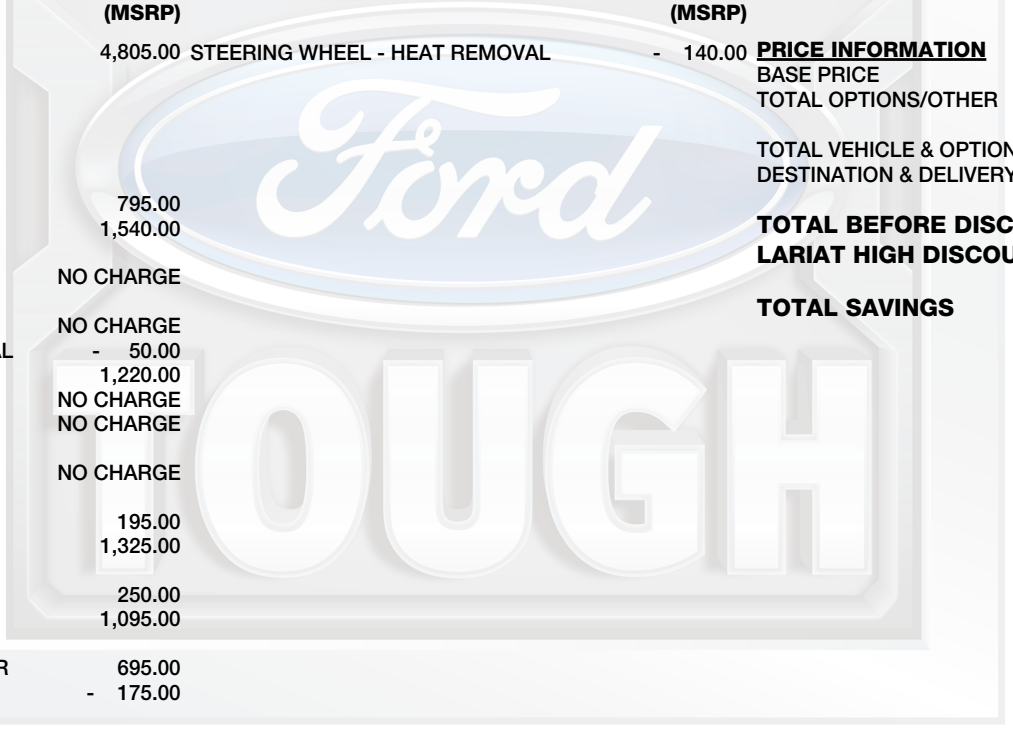 (MSRP) (MSRP)
4,805.00 STEERING WHEEL - HEAT REMOVAL - 140.00 PRICE INFORMATION
BASE PRICE
TOTAL OPTIONS/OTHER
TOTAL VEHICLE & OPTION
DESTINATION & DELIVERY
795.00
1,540.00 TOTAL BEFORE DISC
LARIAT HIGH DISCOU
NO CHARGE
TOTAL SAVINGS
NO CHARGE
AL - 50.00
1,220.00
NO CHARGE
NO CHARGE
NO CHARGE
195.00
1,325.00
250.00
1,095.00
R 695.00
- 175.00
Ford
TOUGH